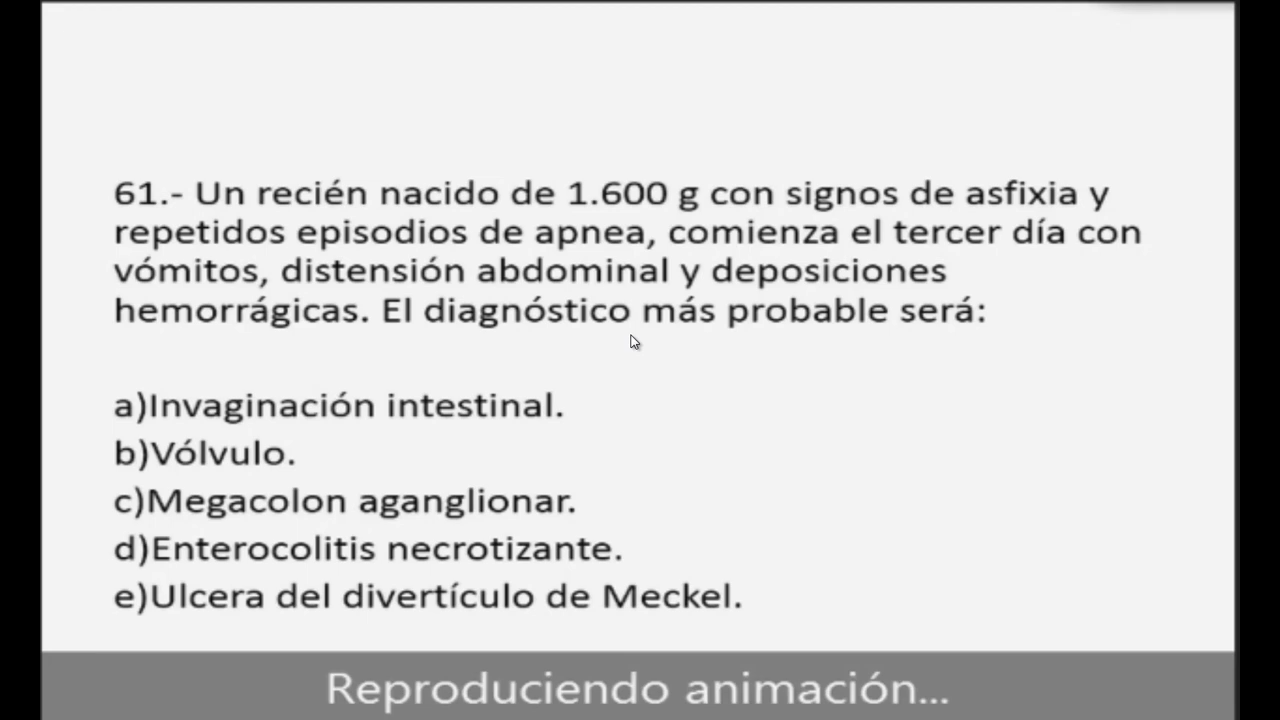 61.- Un recién nacido de 1.600 g con signos de asfixia y
repetidos episodios de apnea, comienza el tercer día con
vómitos, distensión abdominal y deposiciones
hemorrágicas. El diagnóstico más probable será:
a)Invaginación intestinal.
b)Vólvulo.
c)Megacolon aganglionar.
d)Enterocolitis necrotizante.
e)Ulcera del divertículo de Meckel.
Reproduciendo animación...